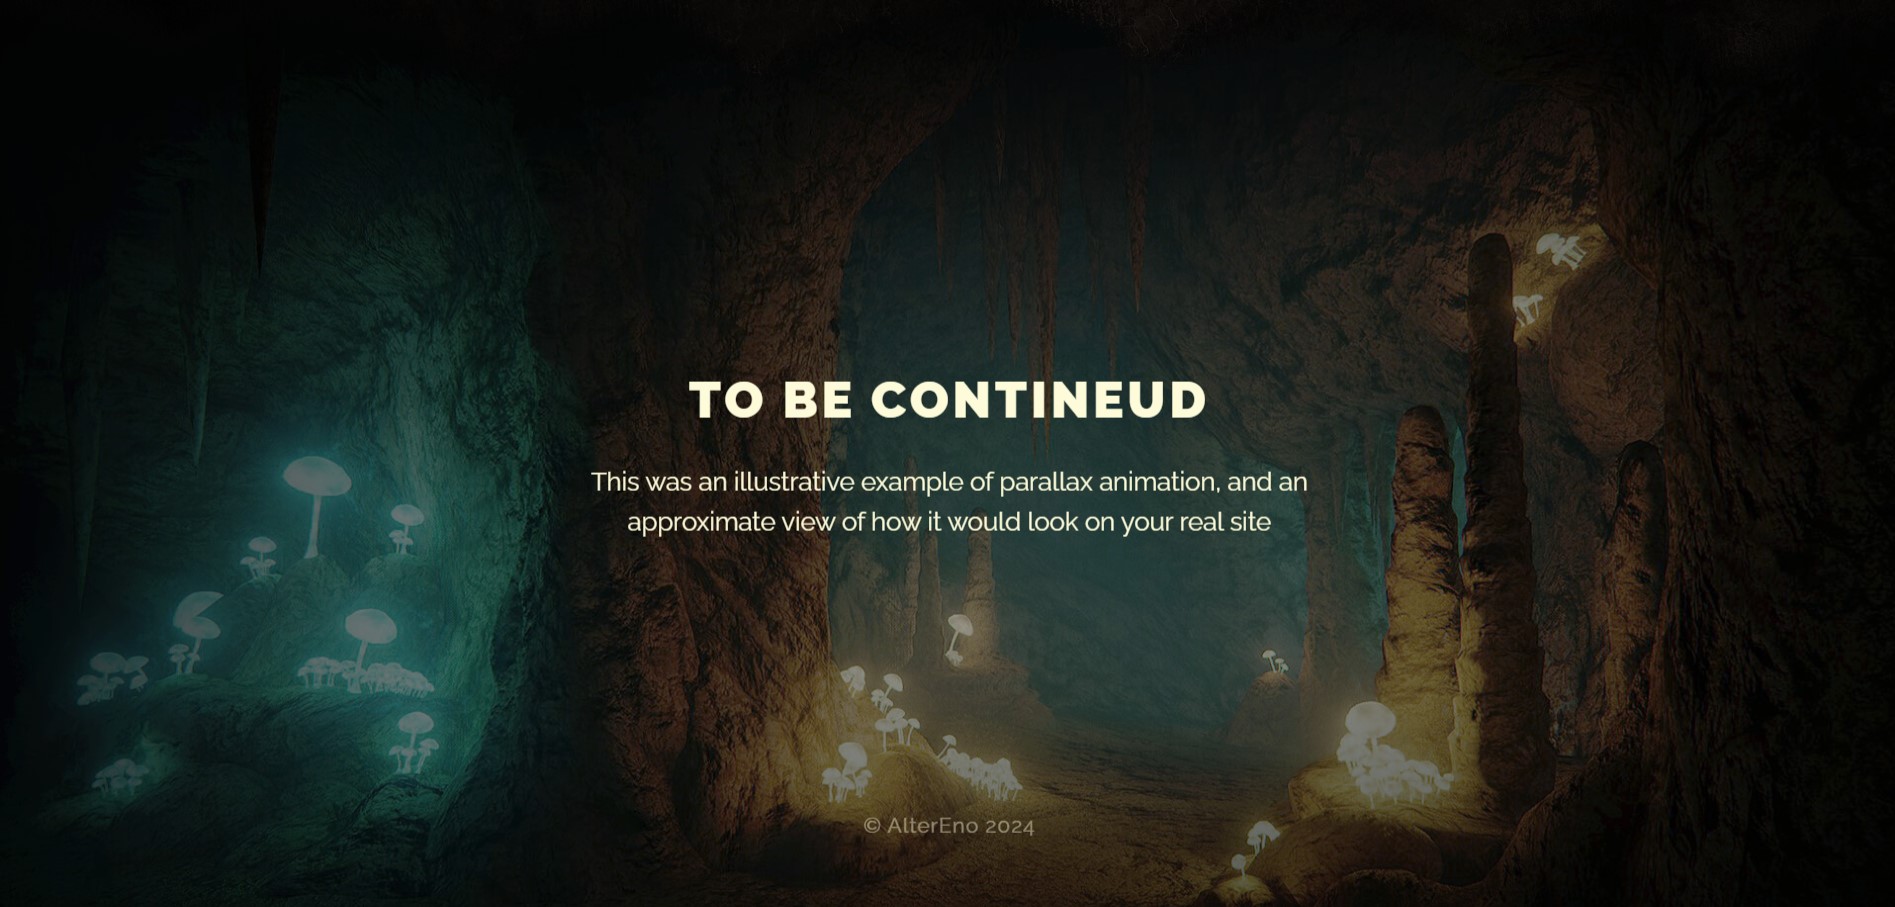 TO BE CONTINEUD
This was an illustrative example of parallax animation, and an
approximate view of how it would look on your real site
© AlterEno 2024